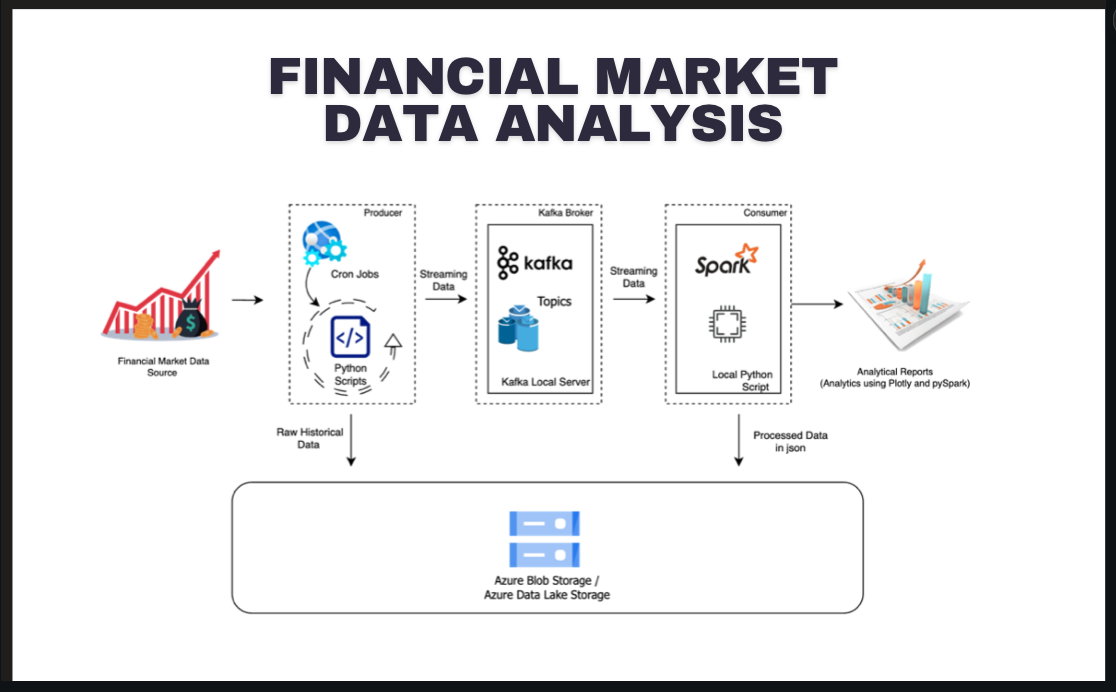 FINANCIAL MARKET
DATA ANALYSIS
Producer
Kafka Broker
Consumer
Cron Jobs
Streaming
Data
kafka
Topics
Streaming
Data
Spark
</>
$
Python
Scripts
Kafka Local Server
Local Python
Script
Financial Market Data
Source
Analytical Reports
(Analytics using Plotly and pySpark)
Raw Historical
Data
Processed Data
in json
Azure Blob Storage /
Azure Data Lake Storage